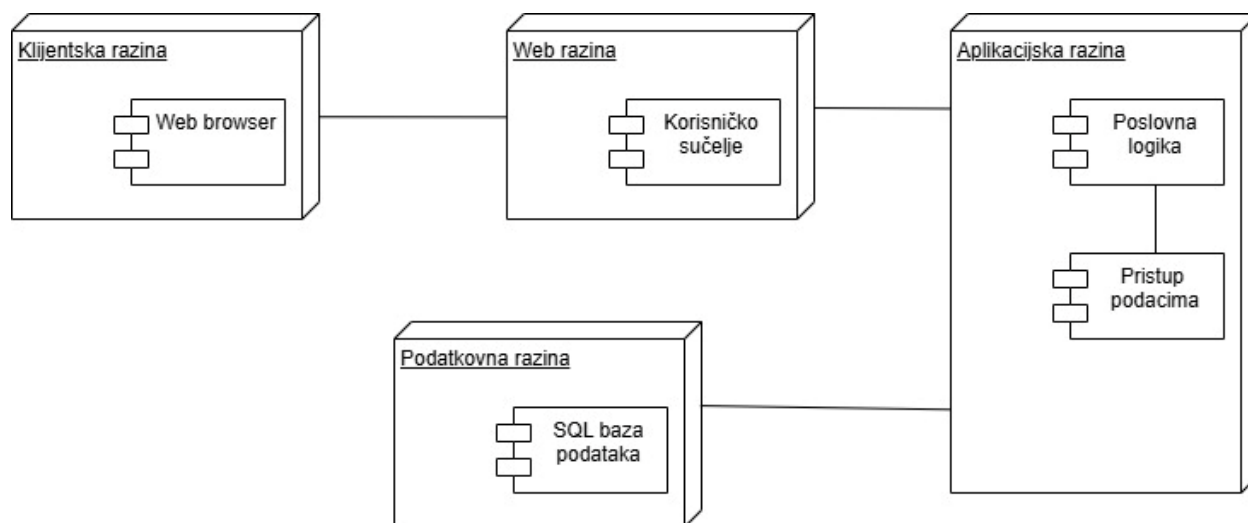 Klijentska razina
Web browser
Web razina
Korisničko
sučelje
Aplikacijska razina
Poslovna
logika
Pristup
podacima
Podatkovna razina
SQL baza
podataka